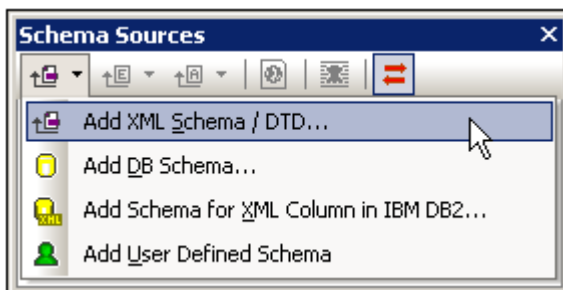 Schema Sources
Add XML Schema / DTD...
Add DB Schema...
Add Schema for XML Column in IBM DB2...
Add User Defined Schema